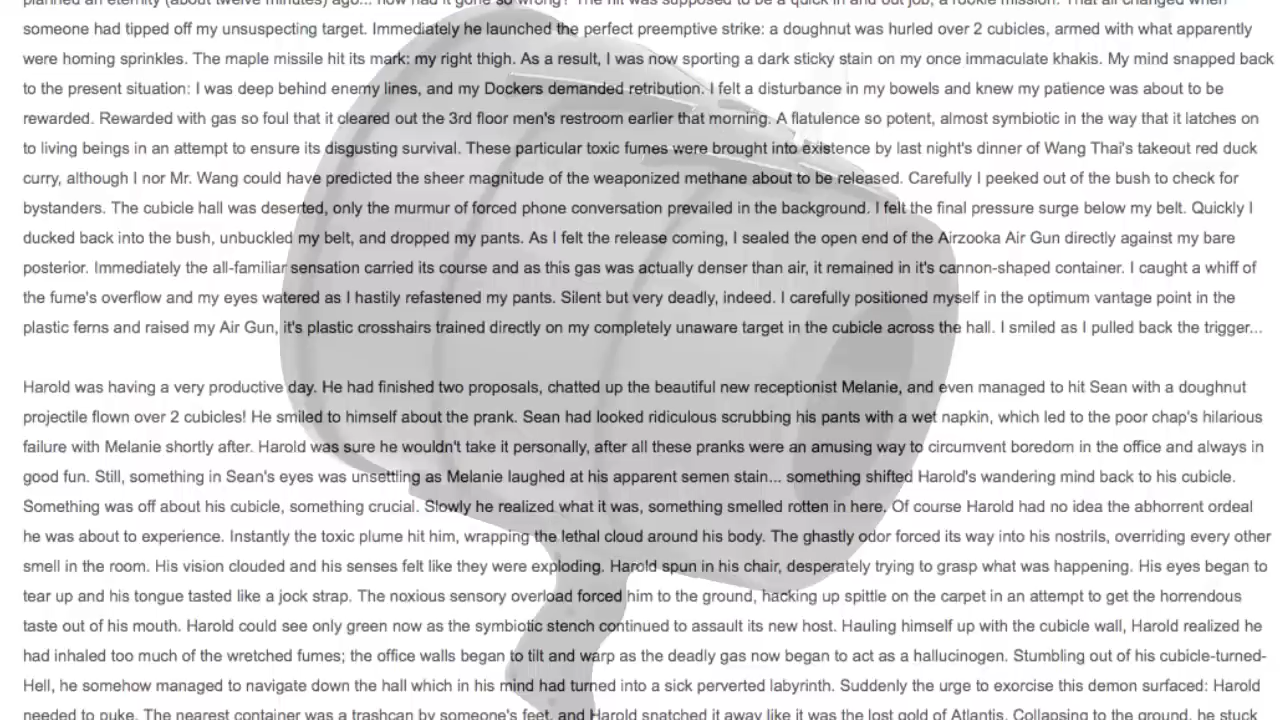 planned an eternity (about twelve minutes) ago... how had it gone so wrong? The hit was supposed to be a quick in and out job, a rookie mission. That all changed when
someone had tipped off my unsuspecting target. Immediately he launched the perfect preemptive strike: a doughnut was hurled over 2 cubicles, armed with what apparently
were homing sprinkles. The maple missile hit its mark: my right thigh. As a result, I was now sporting a dark sticky stain on my once immaculate khakis. My mind snapped back
to the present situation: I was deep behind enemy lines, and my Dockers demanded retribution. I felt a disturbance in my bowels and knew my patience was about to be
rewarded. Rewarded with gas so foul that it cleared out the 3rd floor men's restroom earlier that morning. A flatulence so potent, almost symbiotic in the way that it latches on
to living beings in an attempt to ensure its disgusting survival. These particular toxic fumes were brought into existence by last night's dinner of Wang Thai's takeout red duck
curry, although I nor Mr. Wang could have predicted the sheer magnitude of the weaponized methane about to be released. Carefully I peeked out of the bush to check for
bystanders. The cubicle hall was deserted, only the murmur of forced phone conversation prevailed in the background. I felt the final pressure surge below my belt. Quickly I
ducked back into the bush, unbuckled my belt, and dropped my pants. As I felt the release coming, I sealed the open end of the Airzooka Air Gun directly against my bare
posterior. Immediately the all-familiar sensation carried its course and as this gas was actually denser than air, it remained in it's cannon-shaped container. I caught a whiff of
the fume's overflow and my eyes watered as I hastily refastened my pants. Silent but very deadly, indeed. I carefully positioned myself in the optimum vantage point in the
plastic ferns and raised my Air Gun, it's plastic crosshairs trained directly on my completely unaware target in the cubicle across the hall. I smiled as I pulled back the trigger...
Harold was having a very productive day. He had finished two proposals, chatted up the beautiful new receptionist Melanie, and even managed to hit Sean with a doughnut
projectile flown over 2 cubicles! He smiled to himself about the prank. Sean had looked ridiculous scrubbing his pants with a wet napkin, which led to the poor chap's hilarious
failure with Melanie shortly after. Harold was sure he wouldn't take it personally, after all these pranks were an amusing way to circumvent boredom in the office and always in
good fun. Still, something in Sean's eyes was unsettling as Melanie laughed at his apparent semen stain... something shifted Harold's wandering mind back to his cubicle.
Something was off about his cubicle, something crucial. Slowly he realized what it was, something smelled rotten in here. Of course Harold had no idea the abhorrent ordeal
he was about to experience. Instantly the toxic plume hit him, wrapping the lethal cloud around his body. The ghastly odor forced its way into his nostrils, overriding every other
smell in the room. His vision clouded and his senses felt like they were exploding. Harold spun in his chair, desperately trying to grasp what was happening. His eyes began to
tear up and his tongue tasted like a jock strap. The noxious sensory overload forced him to the ground, hacking up spittle on the carpet in an attempt to get the horrendous
taste out of his mouth. Harold could see only green now as the symbiotic stench continued to assault its new host. Hauling himself up with the cubicle wall, Harold realized he
had inhaled too much of the wretched fumes; the office walls began to tilt and warp as the deadly gas now began to act as a hallucinogen. Stumbling out of his cubicle-turned-
Hell, he somehow managed to navigate down the hall which in his mind had turned into a sick perverted labyrinth. Suddenly the urge to exorcise this demon surfaced: Harold
needed to puke. The nearest container was a trashcan by someone's feet, and Harold snatched it away like it was the lost gold of Atlantis. Collapsing to the ground, he stuck